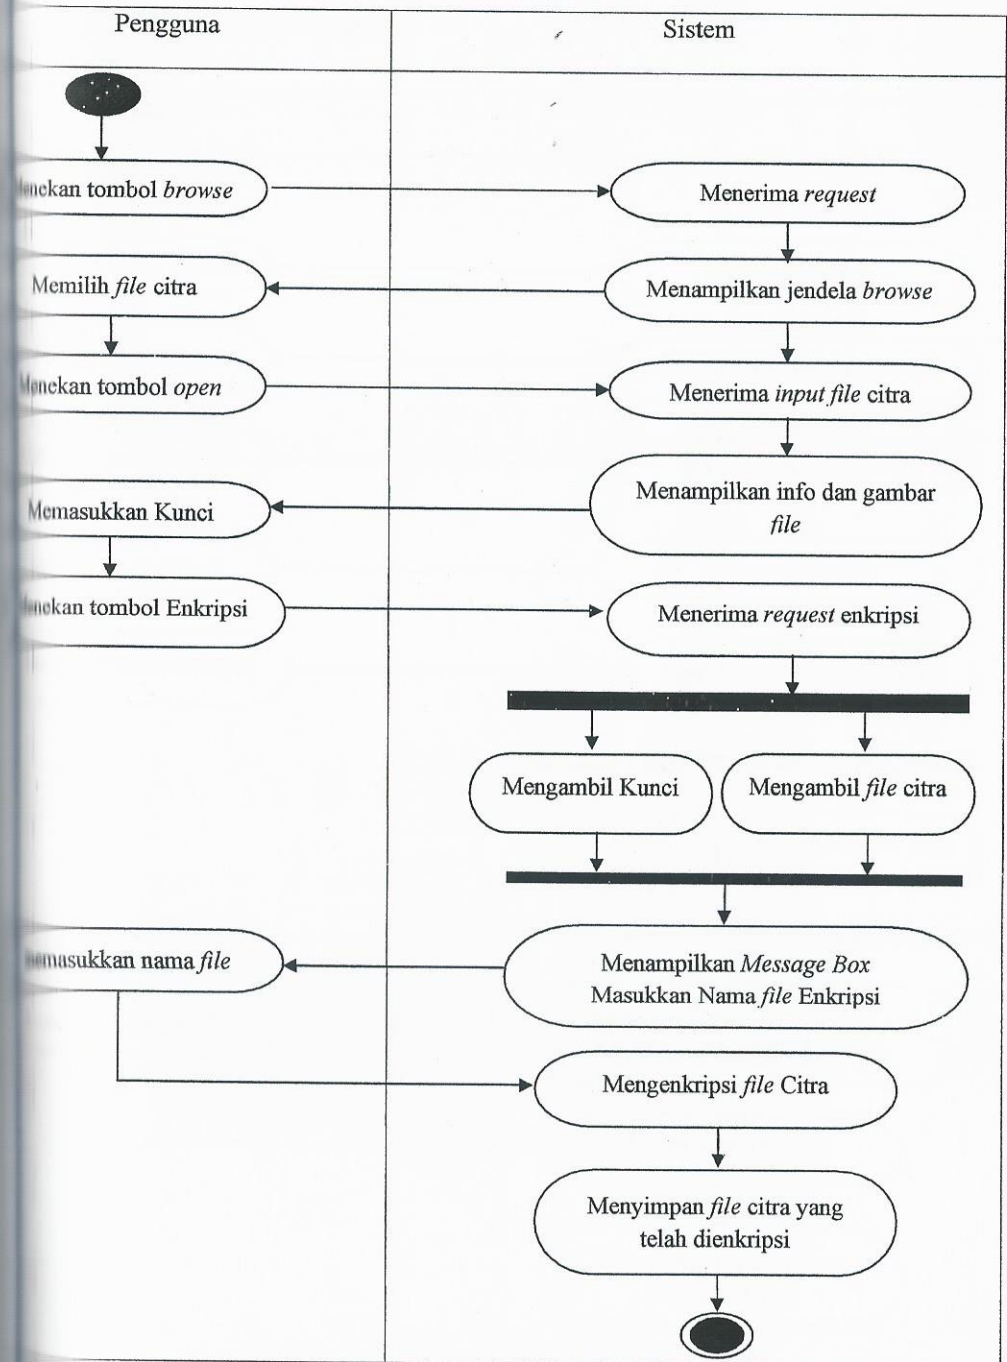 Pengguna
Sistem
tombol browse
Menerima request
Memilih file citra
Menampilkan jendela browse
tombol open
Menerima input file citra
Menampilkan info dan gambar
file
Memasukkan Kunci
tombol Enkripsi
Menerima request enkripsi
Mengambil Kunci
Mengambil file citra
nama file
Menampilkan Message Box
Masukkan Nama file Enkripsi
Mengenkripsi file Citra
Menyimpan file citra yang
telah dienkripsi